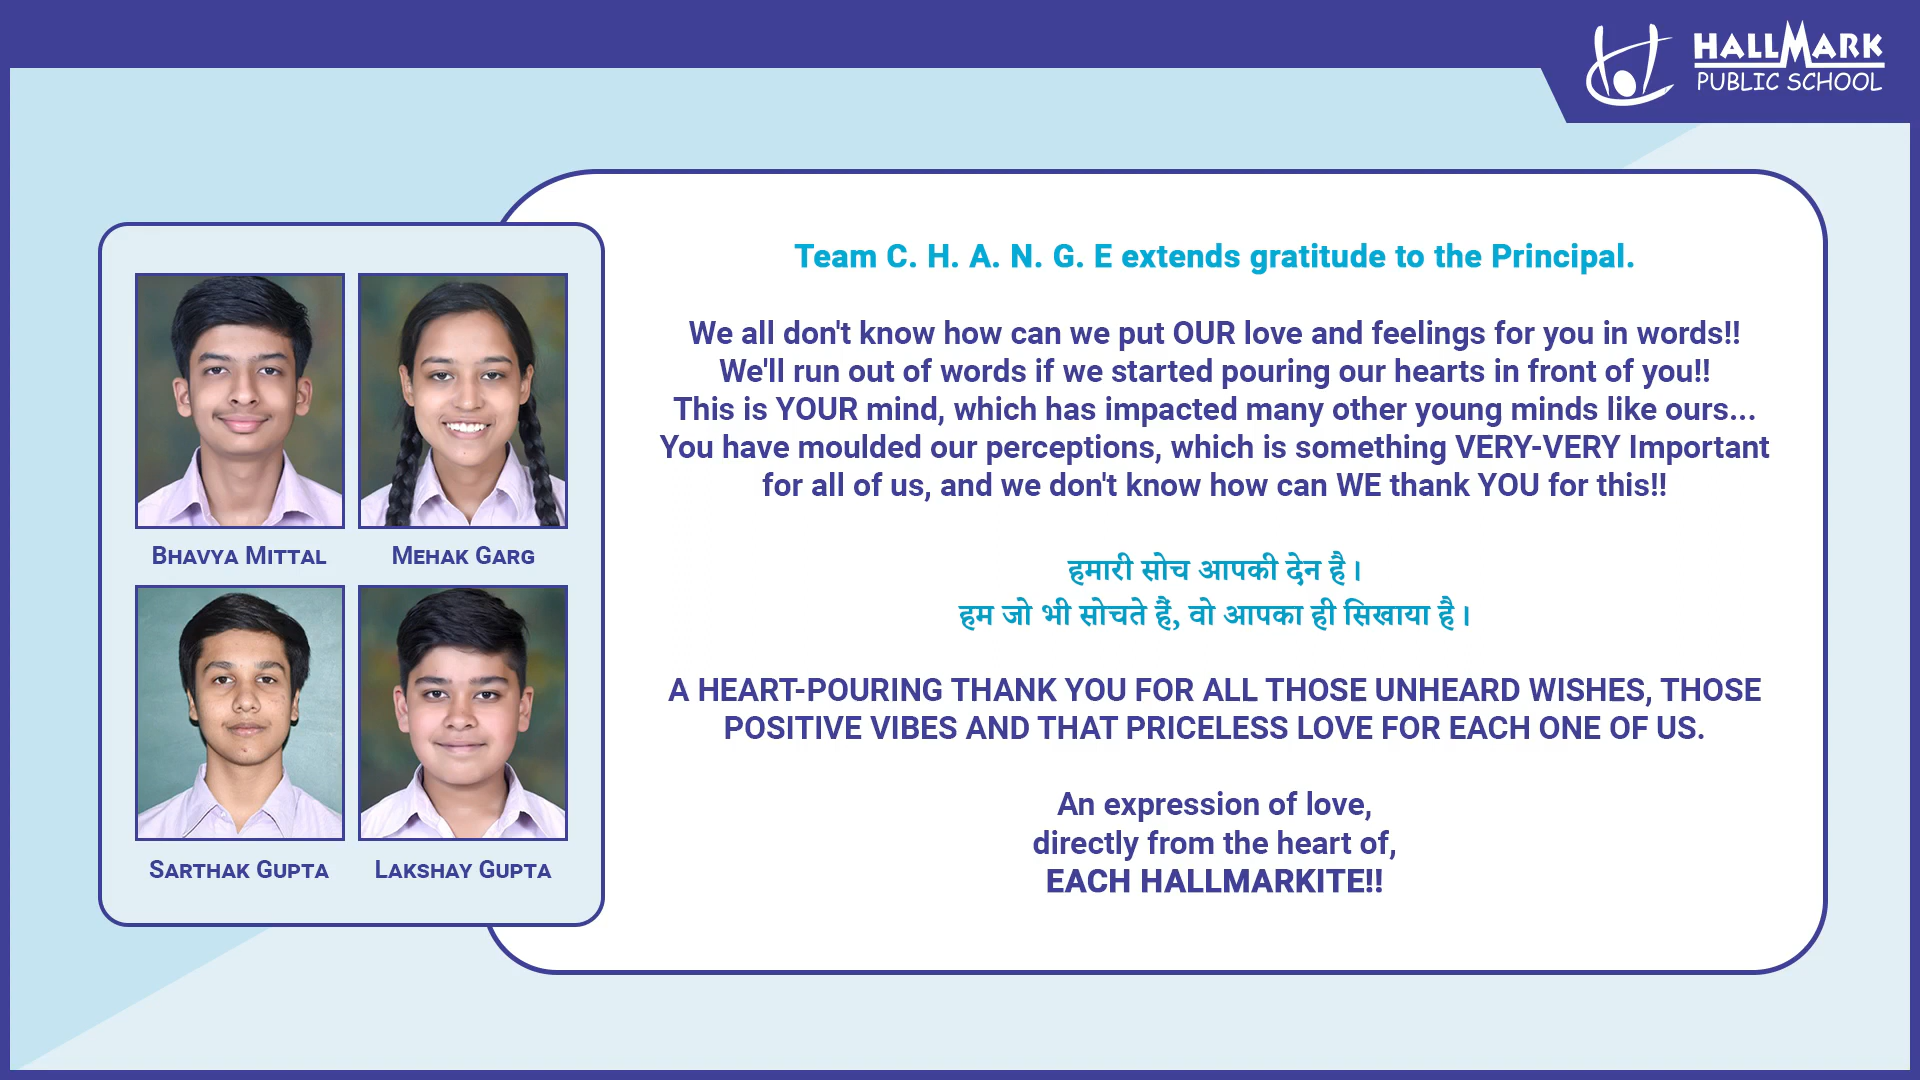 HALLMARK
PUBLIC SCHOOL
Team C. H. A. N. G. E extends gratitude to the Principal.
We all don't know how can we put OUR love and feelings for you in words!!
We'll run out of words if we started pouring our hearts in front of you!!
This is YOUR mind, which has impacted many other young minds like ours...
You have moulded our perceptions, which is something VERY-VERY Important
for all of us, and we don't know how can WE thank YOU for this!!
हमारी सोच आपकी देन है।
हम जो भी सोचते हैं, वो आपका ही सिखाया है।
A HEART-POURING THANK YOU FOR ALL THOSE UNHEARD WISHES, THOSE
POSITIVE VIBES AND THAT PRICELESS LOVE FOR EACH ONE OF US.
An expression of love,
directly from the heart of,
EACH HALLMARKITE!!
BHAVYA MITTAL
MEHAK GARG
SARTHAK GUPTA
LAKSHAY GUPTA